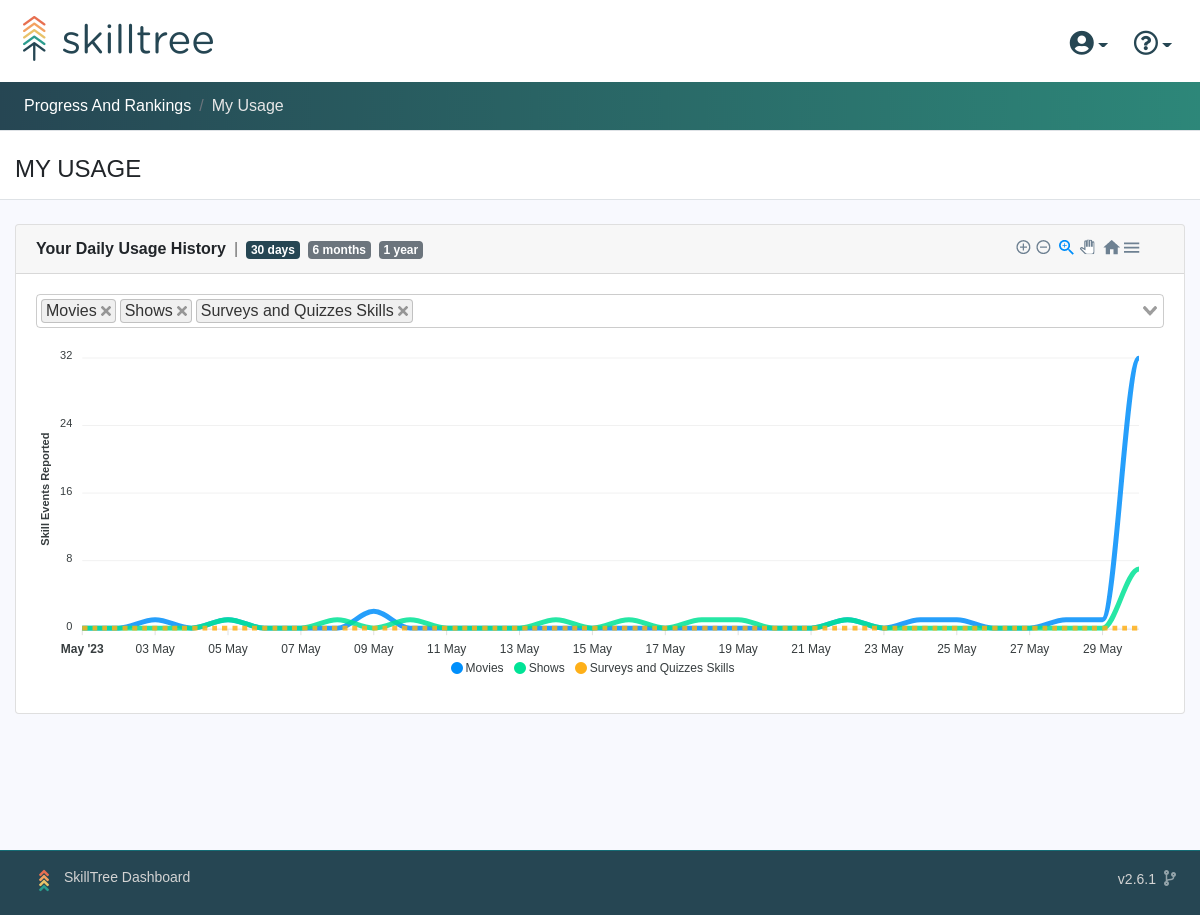 skilltree
Progress And Rankings / My Usage
MY USAGE
Your Daily Usage History | 30 days 6 months 1 year
Movies Shows Surveys and Quizzes Skills
32
24
16
8
0
Skill Events Reported
May '23 03 May 05 May 07 May 09 May 11 May 13 May 15 May 17 May 19 May 21 May 23 May 25 May 27 May 29 May
Movies Shows Surveys and Quizzes Skills
SkillTree Dashboard
v2.6.1